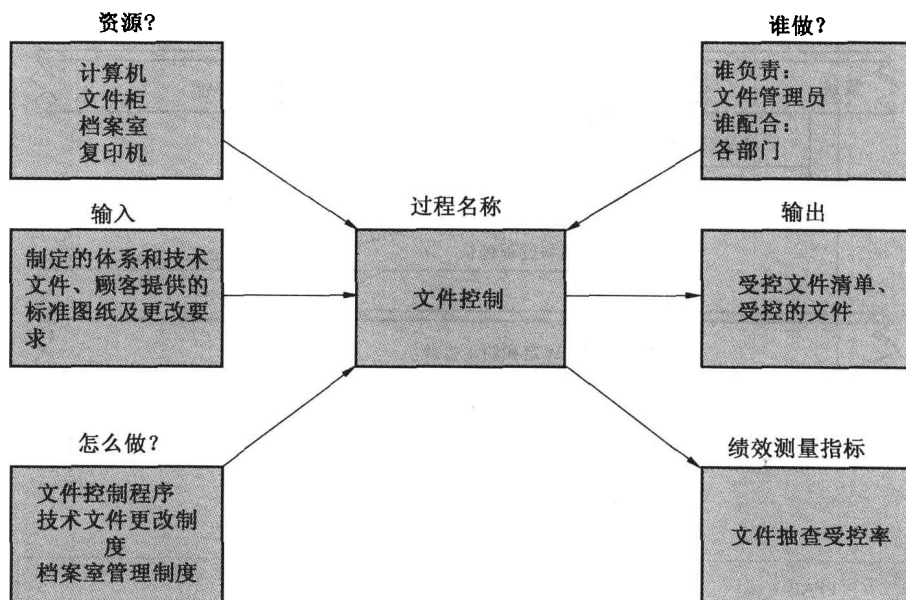 资源?
计算机
文件柜
档案室
复印机
谁做?
谁负责:
文件管理员
谁配合:
各部门
输入
制定的体系和技术
文件、顾客提供的
标准图纸及更改要
求
过程名称
文件控制
输出
受控文件清单、
受控的文件
怎么做?
文件控制程序
技术文件更改制
度
档案室管理制度
绩效测量指标
文件抽查受控率